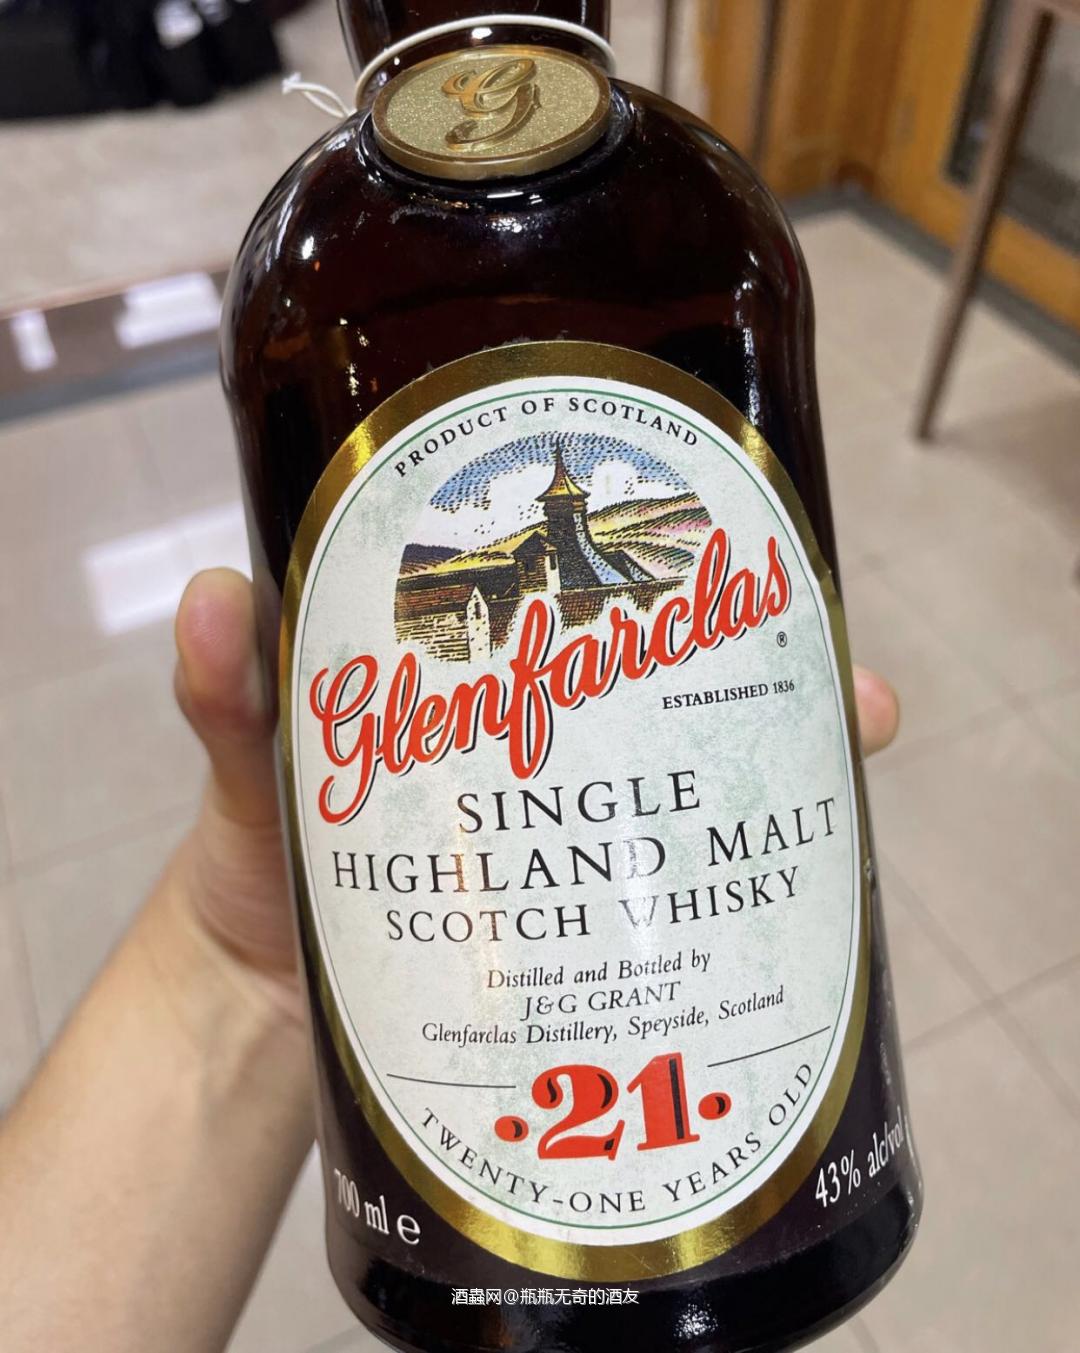 G
PRODUCT OF SCOTLAND
Glenfarclas®
ESTABLISHED 1836
SINGLE
HIGHLAND MALT
SCOTCH WHISKY
Distilled and Bottled by
J&G GRANT
Glenfarclas Distillery, Speyside, Scotland
·21·
TWENTY-ONE YEARS OLD
700 ml e
43% alc/vol
酒蟲网@瓶瓶无奇的酒友